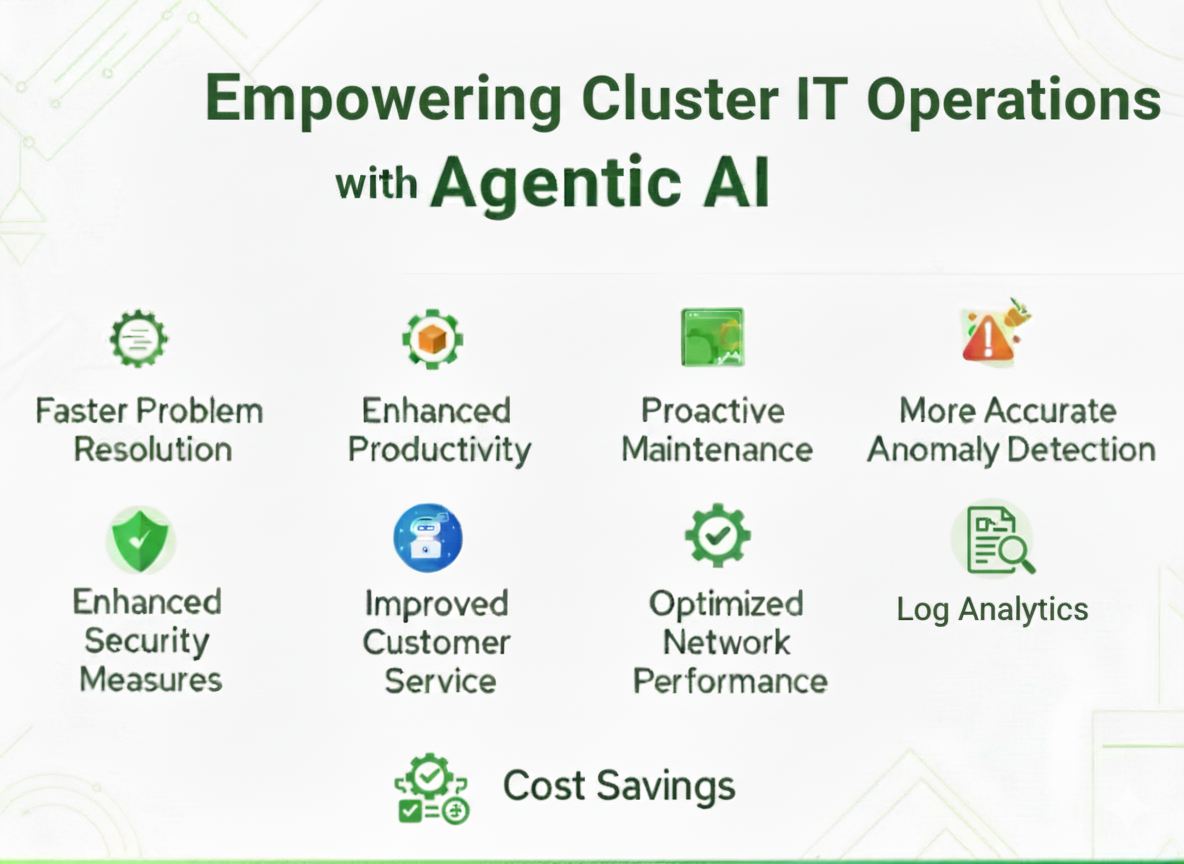 Empowering Cluster IT Operations
with Agentic AI
Faster Problem
Resolution
Enhanced
Productivity
Proactive
Maintenance
More Accurate
Anomaly Detection
Enhanced
Security
Measures
Improved
Customer
Service
Optimized
Network
Performance
Log Analytics
Cost Savings